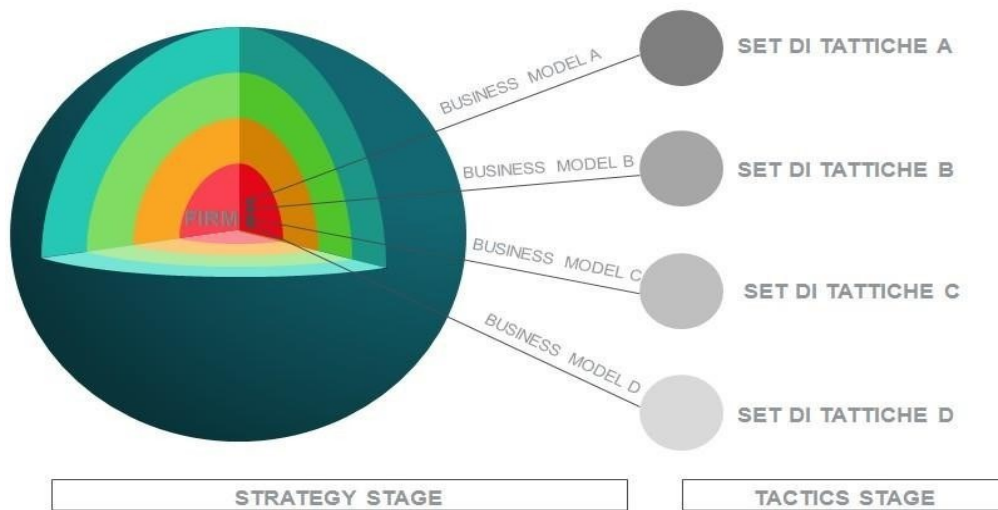 BUSINESS MODEL A
SET DI TATTICHE A
BUSINESS MODEL B
SET DI TATTICHE B
FIRM
BUSINESS MODEL C
SET DI TATTICHE C
BUSINESS MODEL D
SET DI TATTICHE D
STRATEGY STAGE
TACTICS STAGE